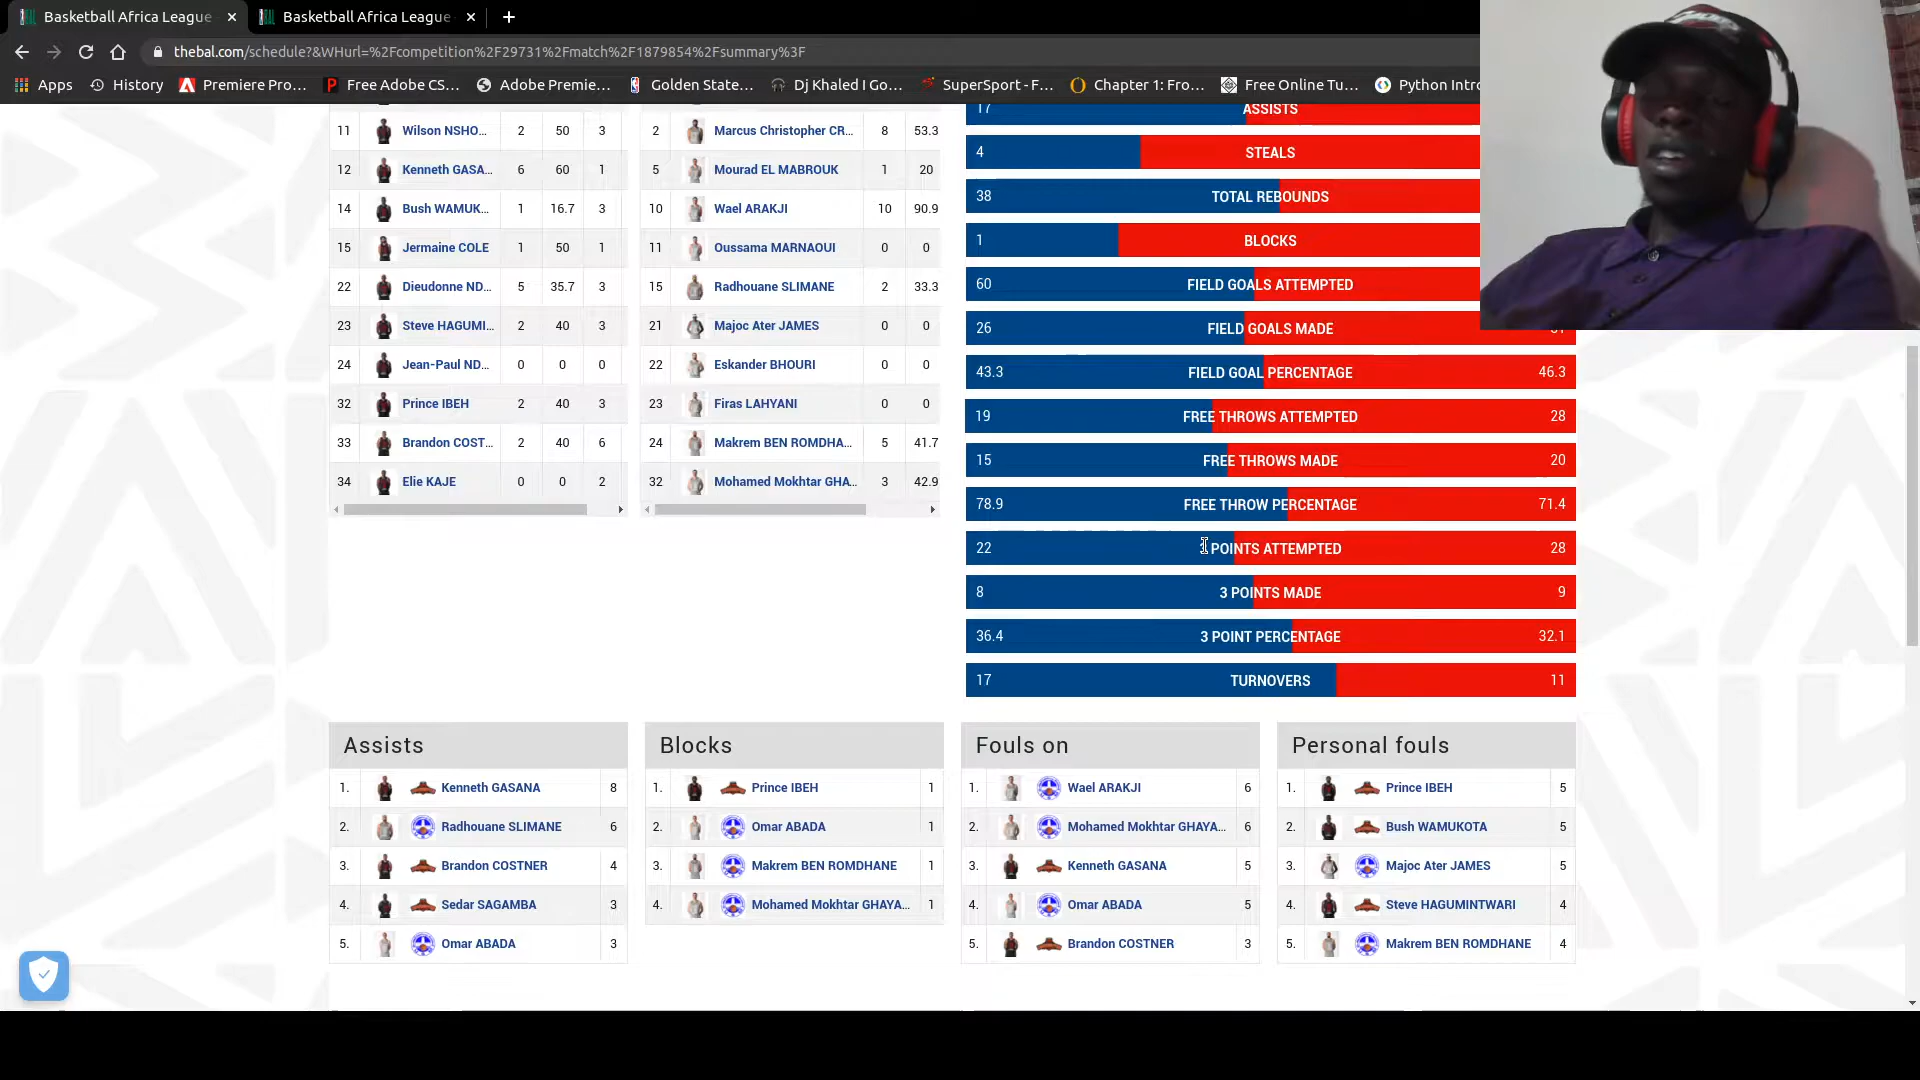 Basketball Africa League
Basketball Africa League
thebal.com/schedule?&WHurl=%2Fcompetition%2F29731%2Fmatch%2F1879854%2Fsummary%3F
Apps History Premiere Pro... Free Adobe CS... Adobe Premie... Golden State... Dj Khaled I Go... SuperSport - F... Chapter 1: Fro... Free Online Tu... Python Intr
11 Wilson NSHO... 2 50 3
12 Kenneth GASA... 6 60 1
14 Bush WAMUK... 1 16.7 3
15 Jermaine COLE 1 50 1
22 Dieudonne ND... 5 35.7 3
23 Steve HAGUMI... 2 40 3
24 Jean-Paul ND... 0 0 0
32 Prince IBEH 2 40 3
33 Brandon COST... 2 40 6
34 Elie KAJE 0 0 2
2 Marcus Christopher CR... 8 53.3
5 Mourad EL MABROUK 1 20
10 Wael ARAKJI 10 90.9
11 Oussama MARNAOUI 0 0
15 Radhouane SLIMANE 2 33.3
21 Majoc Ater JAMES 0 0
22 Eskander BHOURI 0 0
23 Firas LAHYANI 0 0
24 Makrem BEN ROMDHA... 5 41.7
32 Mohamed Mokhtar GHA... 3 42.9
17 ASSISTS
4 STEALS
38 TOTAL REBOUNDS
1 BLOCKS
60 FIELD GOALS ATTEMPTED
26 FIELD GOALS MADE
43.3 FIELD GOAL PERCENTAGE 46.3
19 FREE THROWS ATTEMPTED 28
15 FREE THROWS MADE 20
78.9 FREE THROW PERCENTAGE 71.4
22 3 POINTS ATTEMPTED 28
8 3 POINTS MADE 9
36.4 3 POINT PERCENTAGE 32.1
17 TURNOVERS 11
Assists
1. Kenneth GASANA 8
2. Radhouane SLIMANE 6
3. Brandon COSTNER 4
4. Sedar SAGAMBA 3
5. Omar ABADA 3
Blocks
1. Prince IBEH 1
2. Omar ABADA 1
3. Makrem BEN ROMDHANE 1
4. Mohamed Mokhtar GHAYA... 1
Fouls on
1. Wael ARAKJI 6
2. Mohamed Mokhtar GHAYA... 6
3. Kenneth GASANA 5
4. Omar ABADA 5
5. Brandon COSTNER 3
Personal fouls
1. Prince IBEH 5
2. Bush WAMUKOTA 5
3. Majoc Ater JAMES 5
4. Steve HAGUMINTWARI 4
5. Makrem BEN ROMDHANE 4